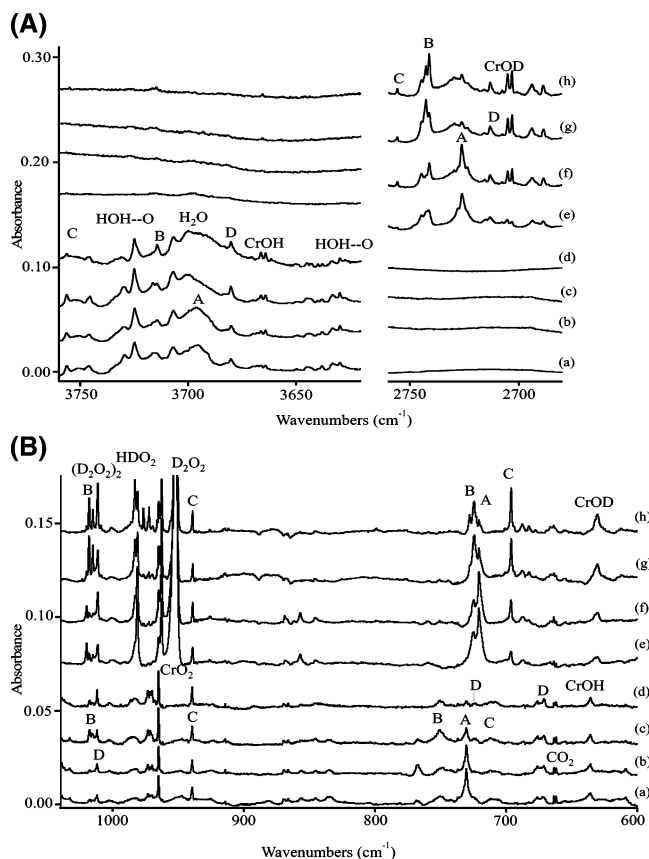 (A)
0.30
0.20
0.10
0.00
Absorbance
B
C
CrOD
(h)
D
(g)
A
(f)
(e)
(d)
(c)
(b)
(a)
HOH--O
H2O
C
B
D
CrOH
HOH--O
A
3750
3700
3650
2750
2700
Wavenumbers (cm-1)
(B)
HDO2
D2O2
(D2O2)2
B
C
C
B
A
CrOD
0.15
0.10
0.05
0.00
Absorbance
(h)
(g)
(f)
(e)
CrO2
D
D
CrOH
(d)
B
C
B
A
C
(c)
D
CO2
(b)
(a)
1000
900
800
700
600
Wavenumbers (cm-1)